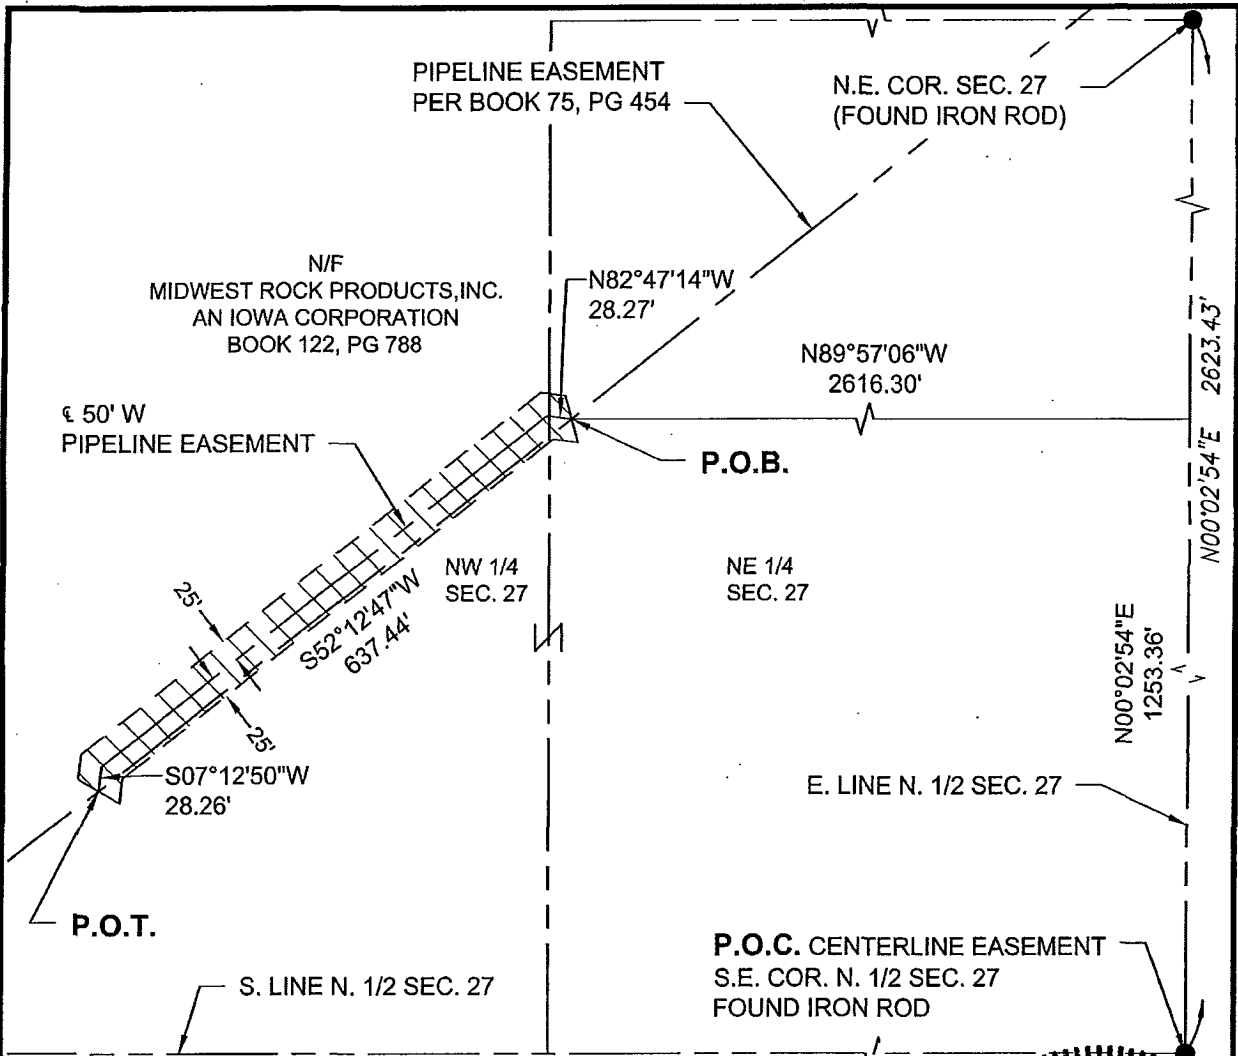 PIPELINE EASEMENT
PER BOOK 75, PG 454
N.E. COR. SEC. 27
(FOUND IRON ROD)
N/F
MIDWEST ROCK PRODUCTS,INC.
AN IOWA CORPORATION
BOOK 122, PG 788
N82°47'14"W
28.27'
N89°57'06"W
2616.30'
N00°02'54"E 2623.43'
℄ 50' W
PIPELINE EASEMENT
P.O.B.
NW 1/4
SEC. 27
NE 1/4
SEC. 27
25'
S52°12'47"W
637.44'
25'
N00°02'54"E
1253.36'
S07°12'50"W
28.26'
E. LINE N. 1/2 SEC. 27
P.O.T.
P.O.C. CENTERLINE EASEMENT
S.E. COR. N. 1/2 SEC. 27
FOUND IRON ROD
S. LINE N. 1/2 SEC. 27